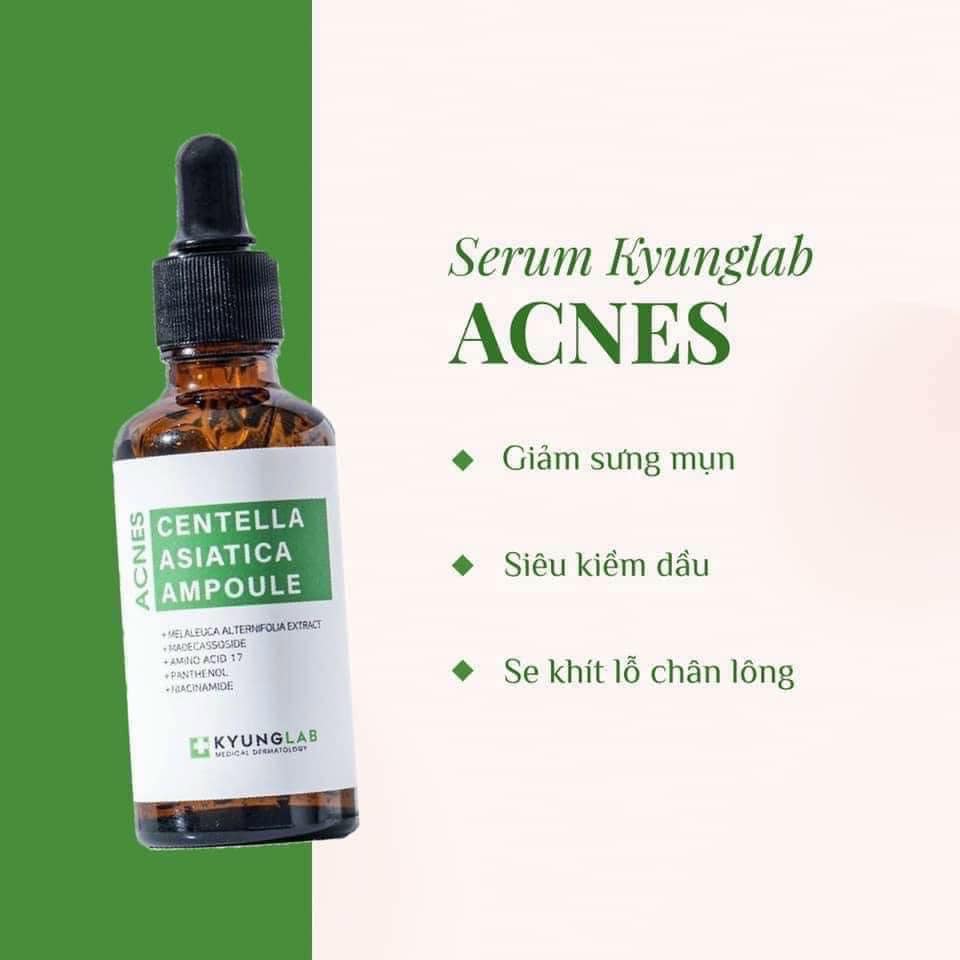 Serum Kyunglab
ACNES
Giảm sưng mụn
Siêu kiềm dầu
Se khít lỗ chân lông
ACNES
CENTELLA
ASIATICA
AMPOULE
+MELALEUCA ALTERNIFOLIA EXTRACT
+MADECASSOSIDE
+AMINO ACID 17
+PANTHENOL
+NIACINAMIDE
KYUNGLAB
MEDICAL DERMATOLOGY